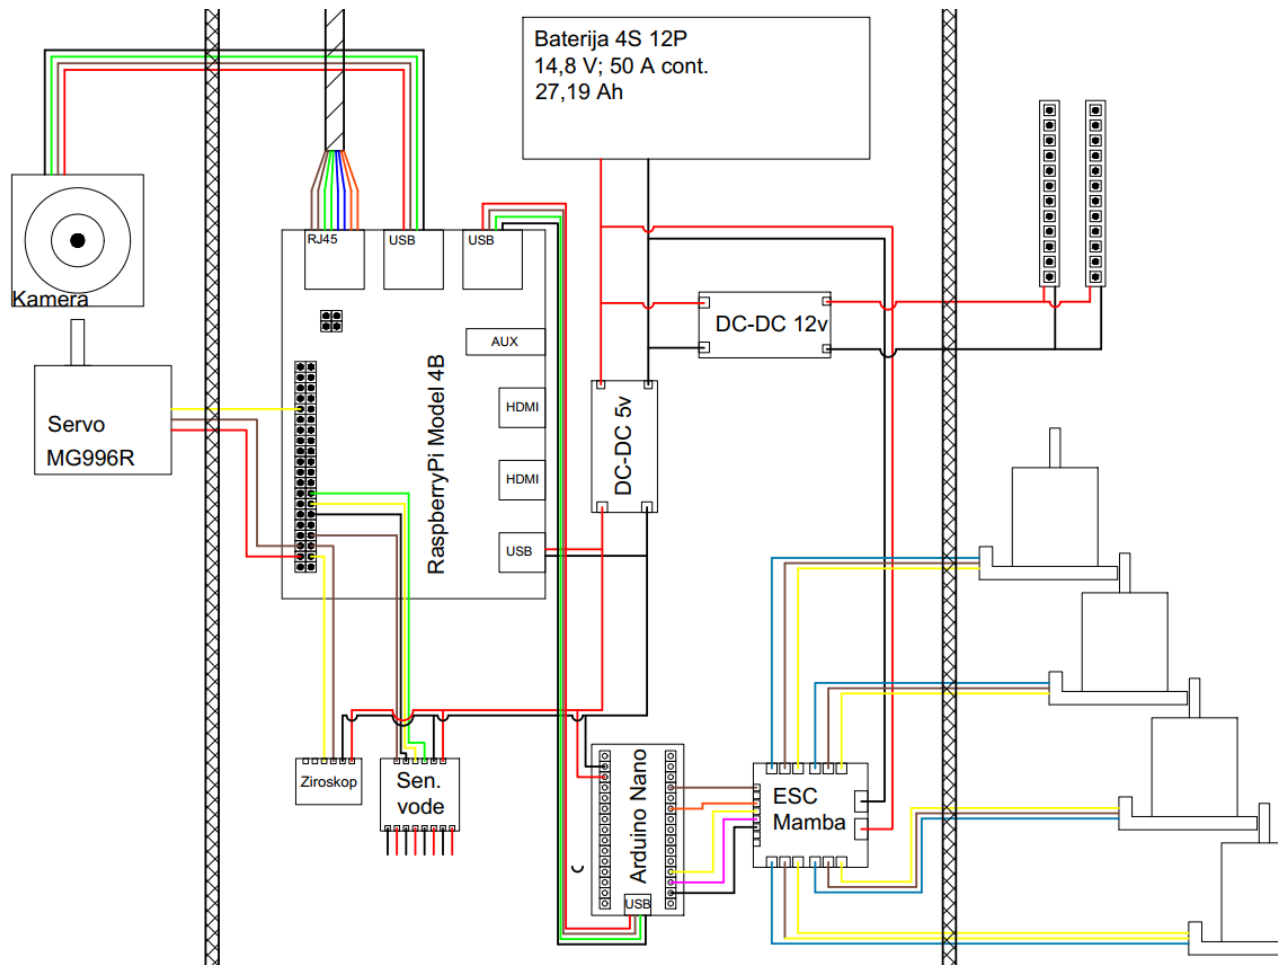 Baterija 4S 12P
14,8 V; 50 A cont.
27,19 Ah
RJ45
USB
USB
Kamera
AUX
DC-DC 12v
HDMI
HDMI
USB
RaspberryPi Model 4B
DC-DC 5v
Servo
MG996R
Ziroskop
Sen.
vode
Arduino Nano
USB
ESC
Mamba